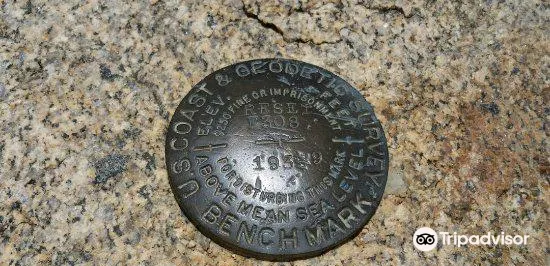 U.S. COAST & GEODETIC SURVEY
BENCH MARK
ELEV.
FEET
ABOVE MEAN SEA LEVEL
$250 FINE OR IMPRISONMENT
FOR DISTURBING THIS MARK
RESET
Tripadvisor